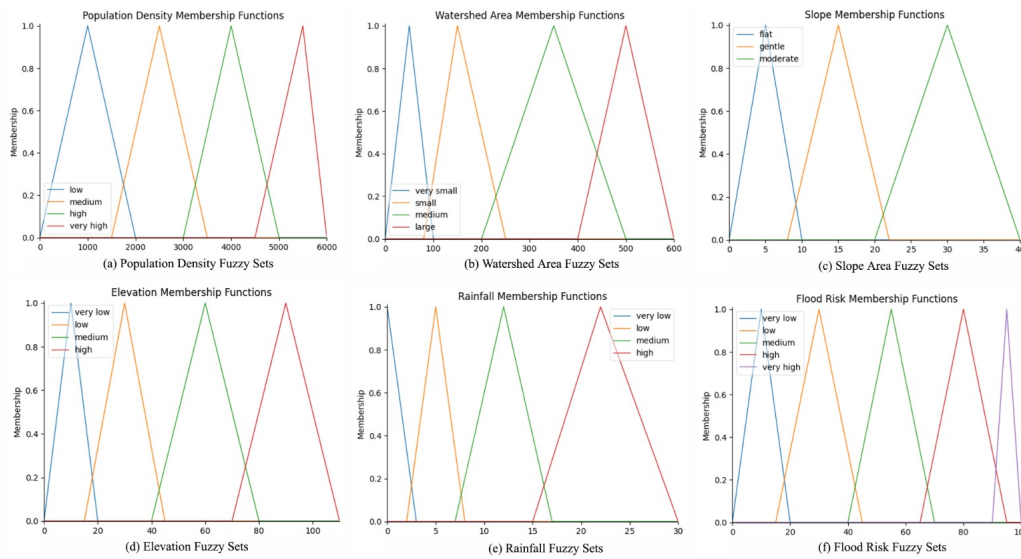 Population Density Membership Functions
1.0
0.8
0.6
0.4
0.2
0.0
Membership
low
medium
high
very high
0 1000 2000 3000 4000 5000 600
(a) Population Density Fuzzy Sets
Watershed Area Membership Functions
1.0
0.8
0.6
0.4
0.2
0.0
Membership
very small
small
medium
large
0 100 200 300 400 500 600
(b) Watershed Area Fuzzy Sets
Slope Membership Functions
1.0
0.8
0.6
0.4
0.2
0.0
Membership
flat
gentle
moderate
0 5 10 15 20 25 30 35 40
(c) Slope Area Fuzzy Sets
Elevation Membership Functions
1.0
0.8
0.6
0.4
0.2
0.0
Membership
very low
low
medium
high
0 20 40 60 80 100
(d) Elevation Fuzzy Sets
Rainfall Membership Functions
1.0
0.8
0.6
0.4
0.2
0.0
Membership
very low
low
medium
high
0 5 10 15 20 25 30
(e) Rainfall Fuzzy Sets
Flood Risk Membership Functions
1.0
0.8
0.6
0.4
0.2
0.0
Membership
very low
low
medium
high
very high
0 20 40 60 80 100
(f) Flood Risk Fuzzy Sets